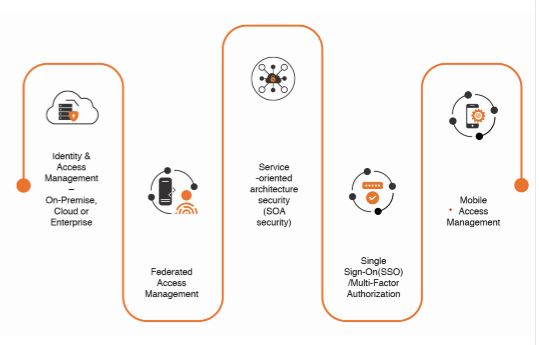 Identity &
Access
Management
–
On-Premise,
Cloud or
Enterprise
Federated
Access
Management
Service
-oriented
architecture
security
(SOA
security)
Single
Sign-On(SSO)
/Multi-Factor
Authorization
Mobile
* Access
Management